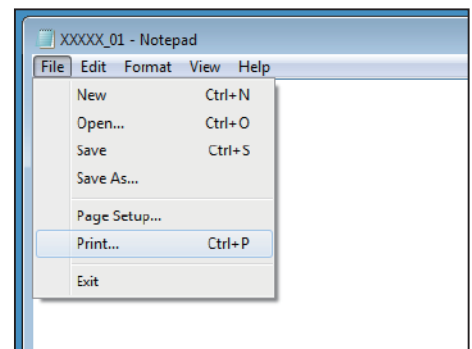 XXXXX_01 - Notepad
File Edit Format View Help
New Ctrl+N
Open... Ctrl+O
Save Ctrl+S
Save As...
Page Setup...
Print... Ctrl+P
Exit